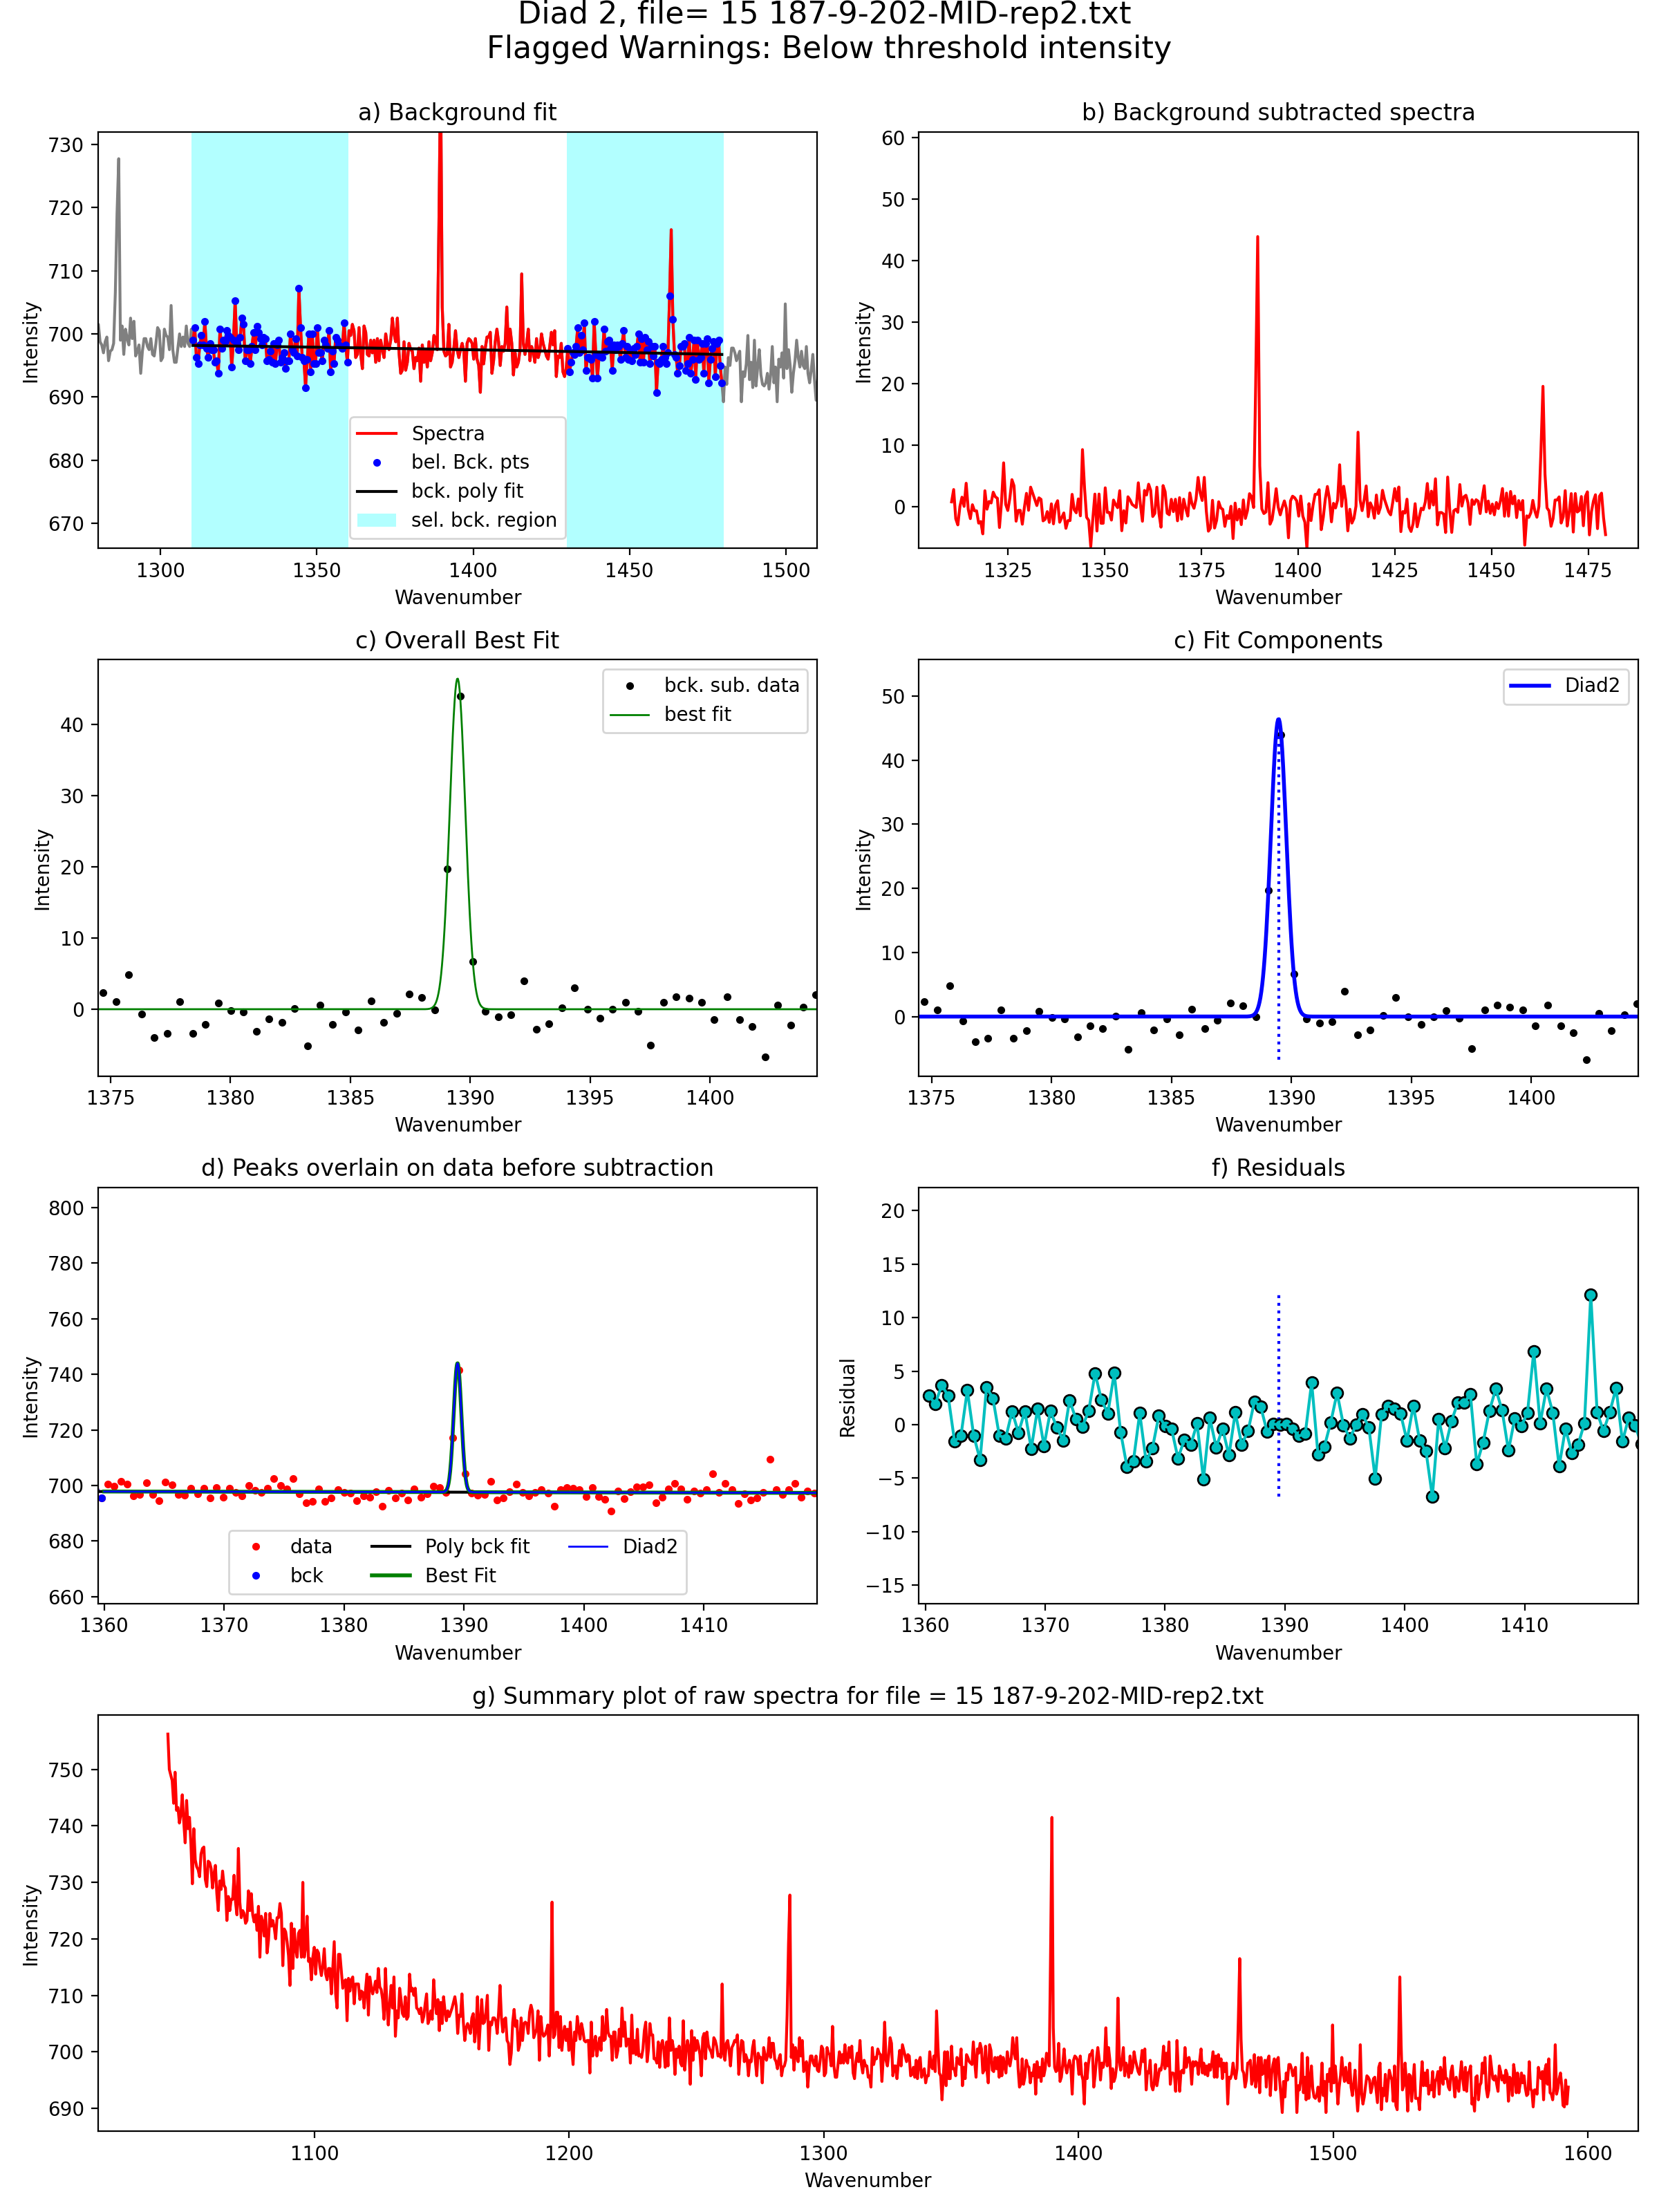 Diad 2, file= 15 187-9-202-MID-rep2.txt
Flagged Warnings: Below threshold intensity
a) Background fit
730
720
710
700
690
680
670
Intensity
Spectra
bel. Bck. pts
bck. poly fit
sel. bck. region
1300 1350 1400 1450 1500
Wavenumber
b) Background subtracted spectra
60
50
40
30
20
10
0
Intensity
1325 1350 1375 1400 1425 1450 1475
Wavenumber
c) Overall Best Fit
40
30
20
10
0
Intensity
bck. sub. data
best fit
1375 1380 1385 1390 1395 1400
Wavenumber
c) Fit Components
50
40
30
20
10
0
Intensity
Diad2
1375 1380 1385 1390 1395 1400
Wavenumber
d) Peaks overlain on data before subtraction
800
780
760
740
720
700
680
660
Intensity
data
bck
Poly bck fit
Best Fit
Diad2
1360 1370 1380 1390 1400 1410
Wavenumber
f) Residuals
20
15
10
5
0
−5
−10
−15
Residual
1360 1370 1380 1390 1400 1410
Wavenumber
g) Summary plot of raw spectra for file = 15 187-9-202-MID-rep2.txt
750
740
730
720
710
700
690
Intensity
1100 1200 1300 1400 1500 1600
Wavenumber